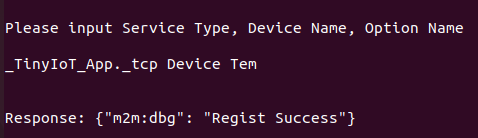 Please input Service Type, Device Name, Option Name
_TinyIoT_App._tcp Device Tem
Response: {"m2m:dbg": "Regist Success"}